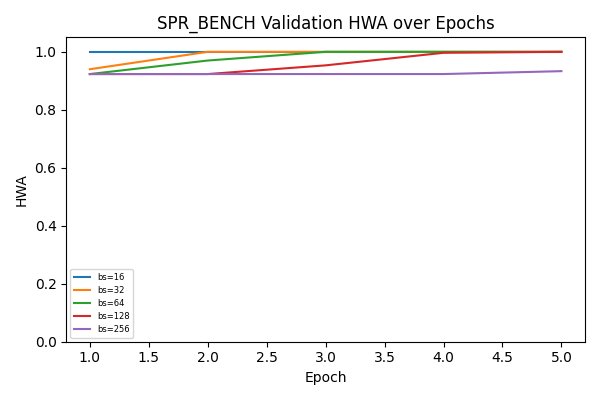 SPR_BENCH Validation HWA over Epochs
HWA
1.0
0.8
0.6
0.4
0.2
0.0
bs=16
bs=32
bs=64
bs=128
bs=256
1.0 1.5 2.0 2.5 3.0 3.5 4.0 4.5 5.0
Epoch